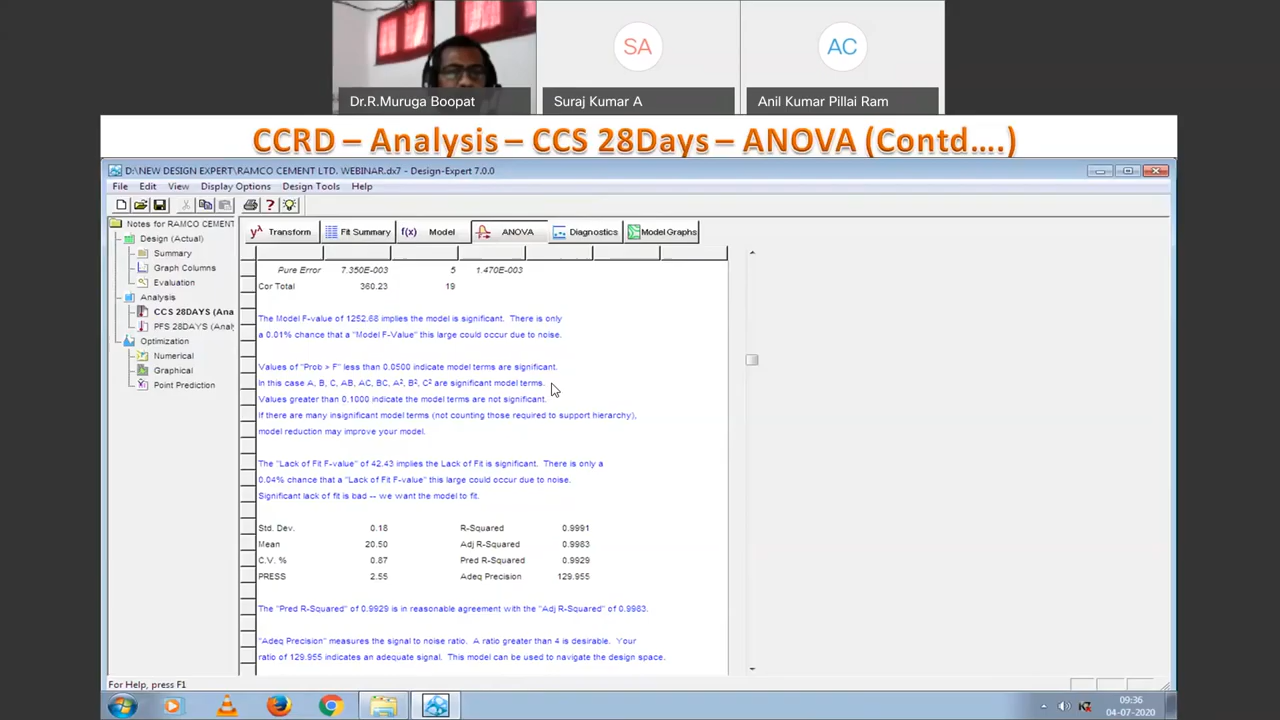 SA
AC
Dr.R.Muruga Boopat
Suraj Kumar A
Anil Kumar Pillai Ram
CCRD – Analysis – CCS 28Days – ANOVA (Contd....)
D:\NEW DESIGN EXPERT\RAMCO CEMENT LTD. WEBINAR.dx7 - Design-Expert 7.0.0
File Edit View Display Options Design Tools Help
Notes for RAMCO CEMENT
Design (Actual)
Summary
Graph Columns
Evaluation
Analysis
CCS 28DAYS (Ana
PFS 28DAYS (Anal
Optimization
Numerical
Graphical
Point Prediction
yλ Transform
Fit Summary
f(x) Model
ANOVA
Diagnostics
Model Graphs
Pure Error 7.350E-003 5 1.470E-003
Cor Total 360.23 19
The Model F-value of 1252.68 implies the model is significant. There is only
a 0.01% chance that a "Model F-Value" this large could occur due to noise.
Values of "Prob > F" less than 0.0500 indicate model terms are significant.
In this case A, B, C, AB, AC, BC, A², B², C² are significant model terms.
Values greater than 0.1000 indicate the model terms are not significant.
If there are many insignificant model terms (not counting those required to support hierarchy),
model reduction may improve your model.
The "Lack of Fit F-value" of 42.43 implies the Lack of Fit is significant. There is only a
0.04% chance that a "Lack of Fit F-value" this large could occur due to noise.
Significant lack of fit is bad -- we want the model to fit.
Std. Dev. 0.18 R-Squared 0.9991
Mean 20.50 Adj R-Squared 0.9983
C.V. % 0.87 Pred R-Squared 0.9929
PRESS 2.55 Adeq Precision 129.955
The "Pred R-Squared" of 0.9929 is in reasonable agreement with the "Adj R-Squared" of 0.9983.
"Adeq Precision" measures the signal to noise ratio. A ratio greater than 4 is desirable. Your
ratio of 129.955 indicates an adequate signal. This model can be used to navigate the design space.
For Help, press F1
09:36
04-07-2020